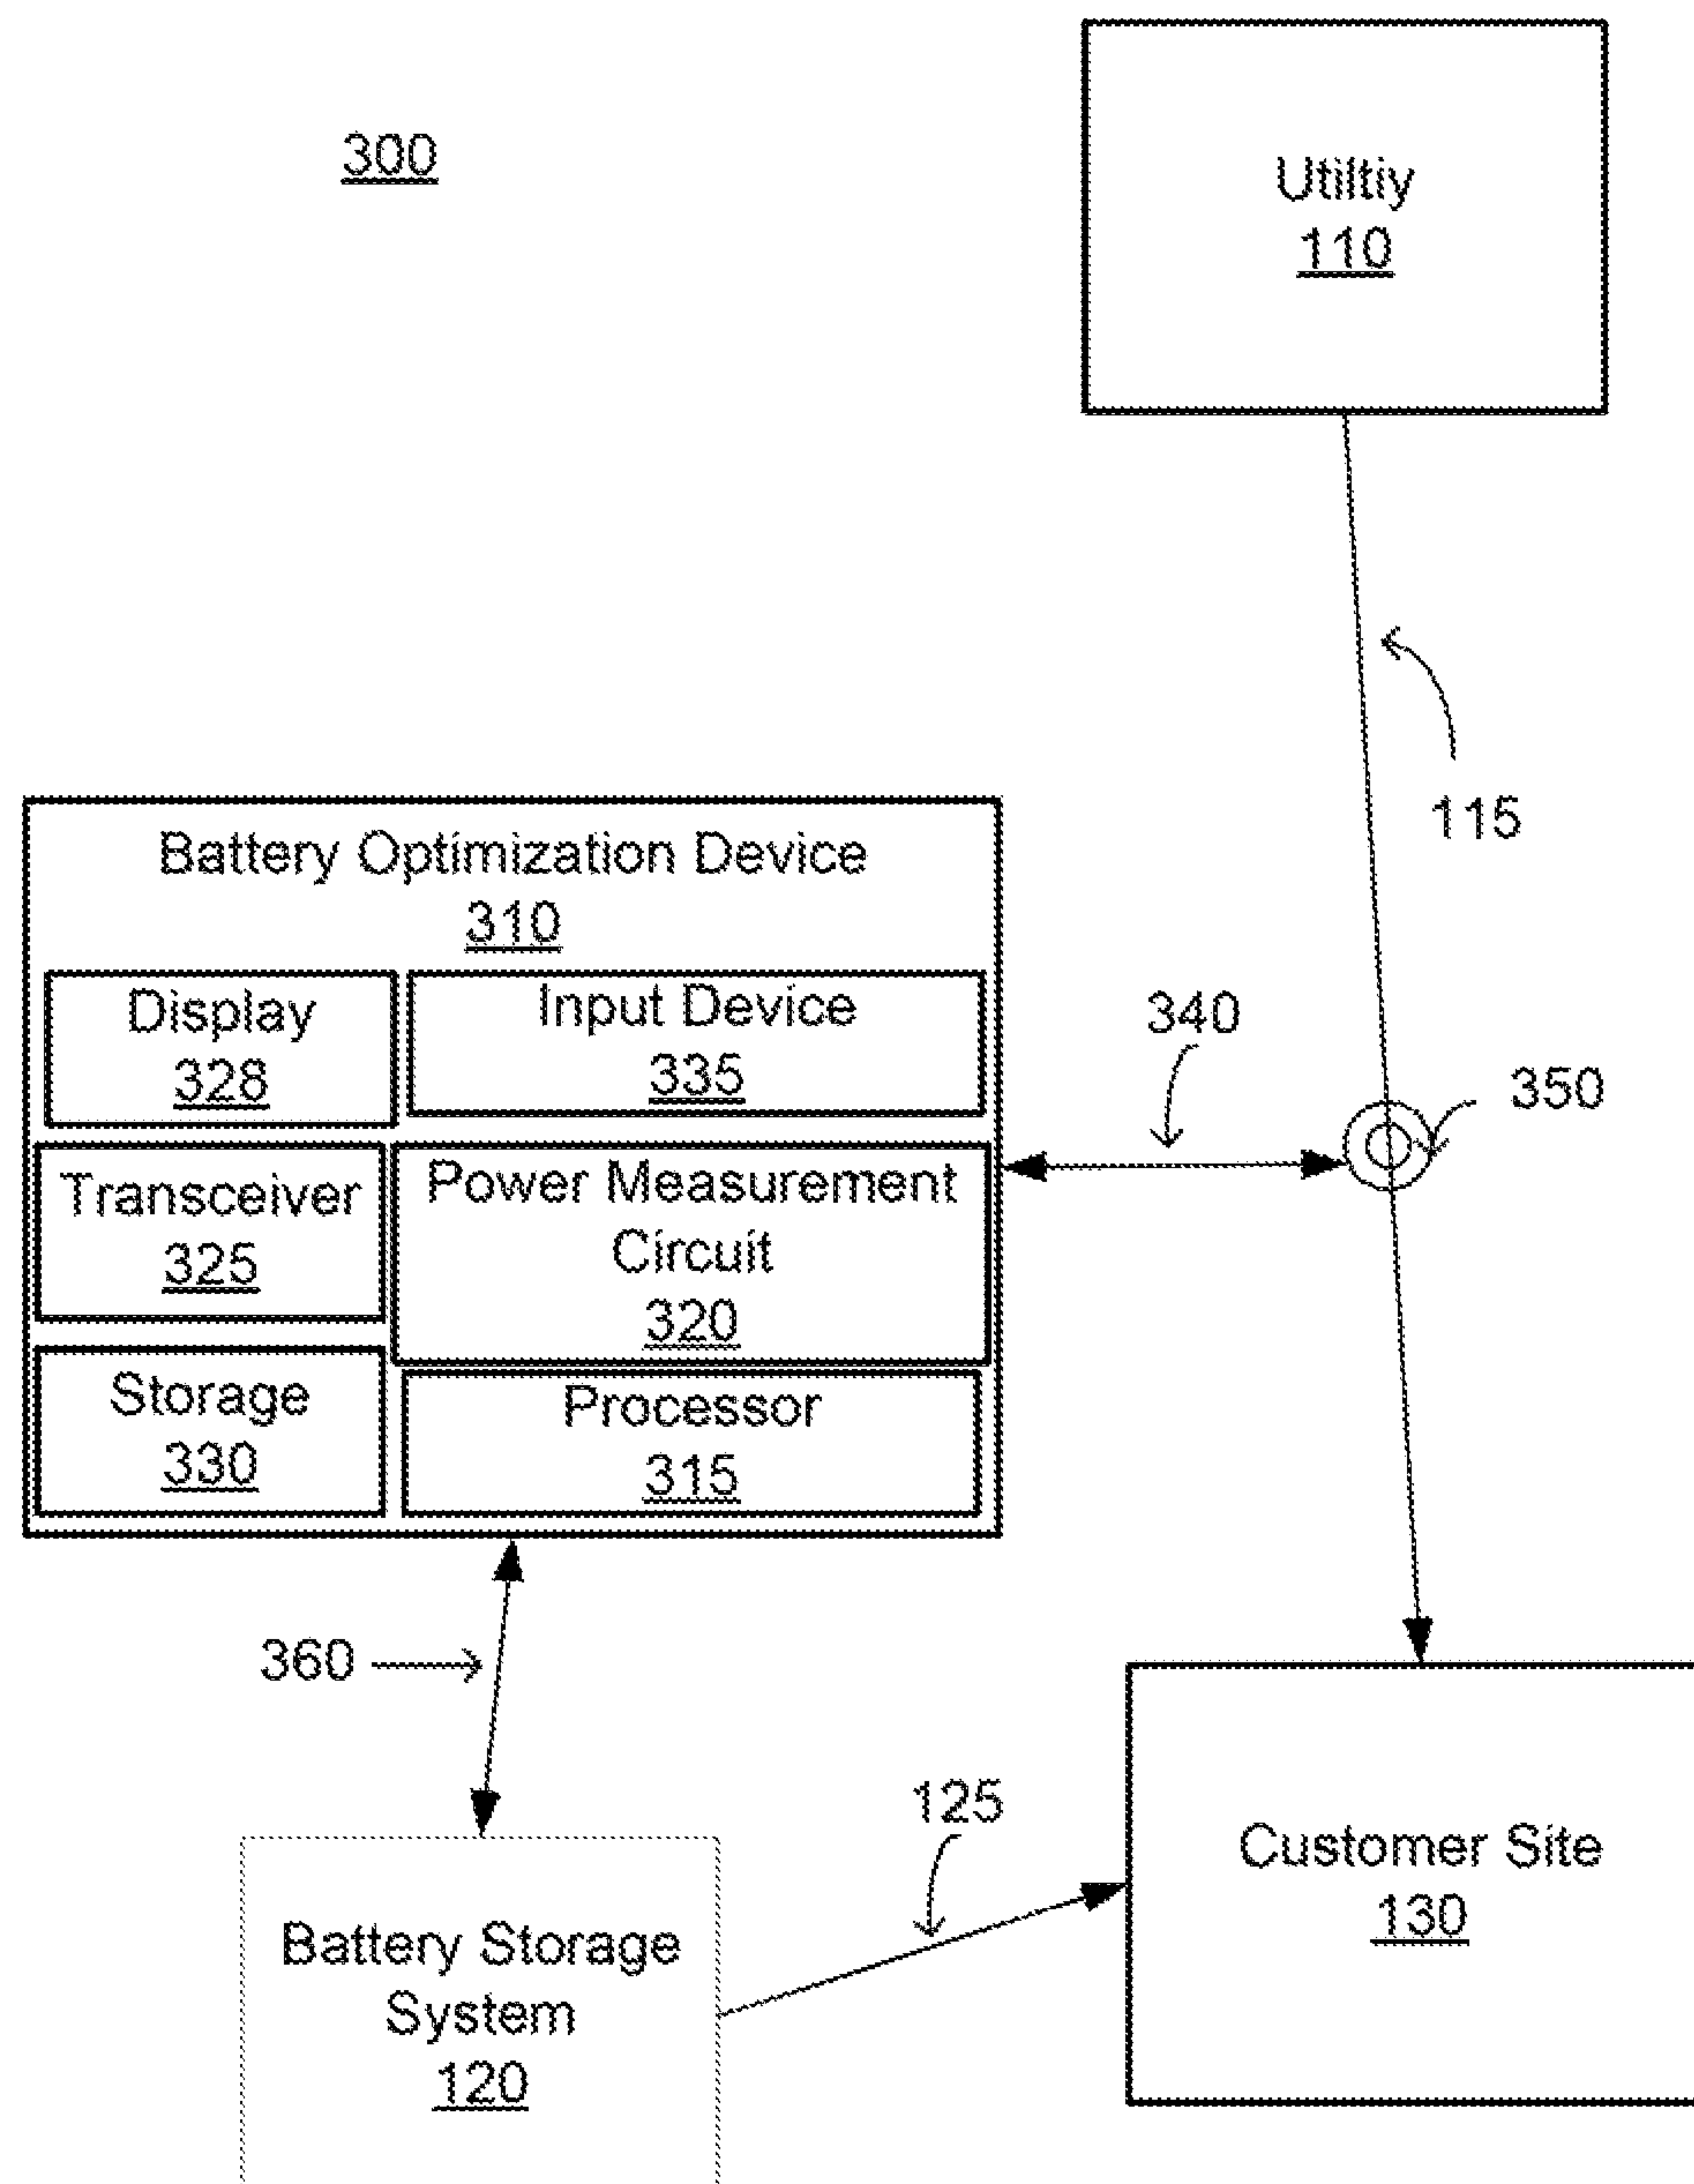 300
Utiltiy
110
115
Battery Optimization Device
310
Display
328
Input Device
335
340
350
Transceiver
325
Power Measurement
Circuit
320
Storage
330
Processor
315
360
125
Customer Site
130
Battery Storage
System
120